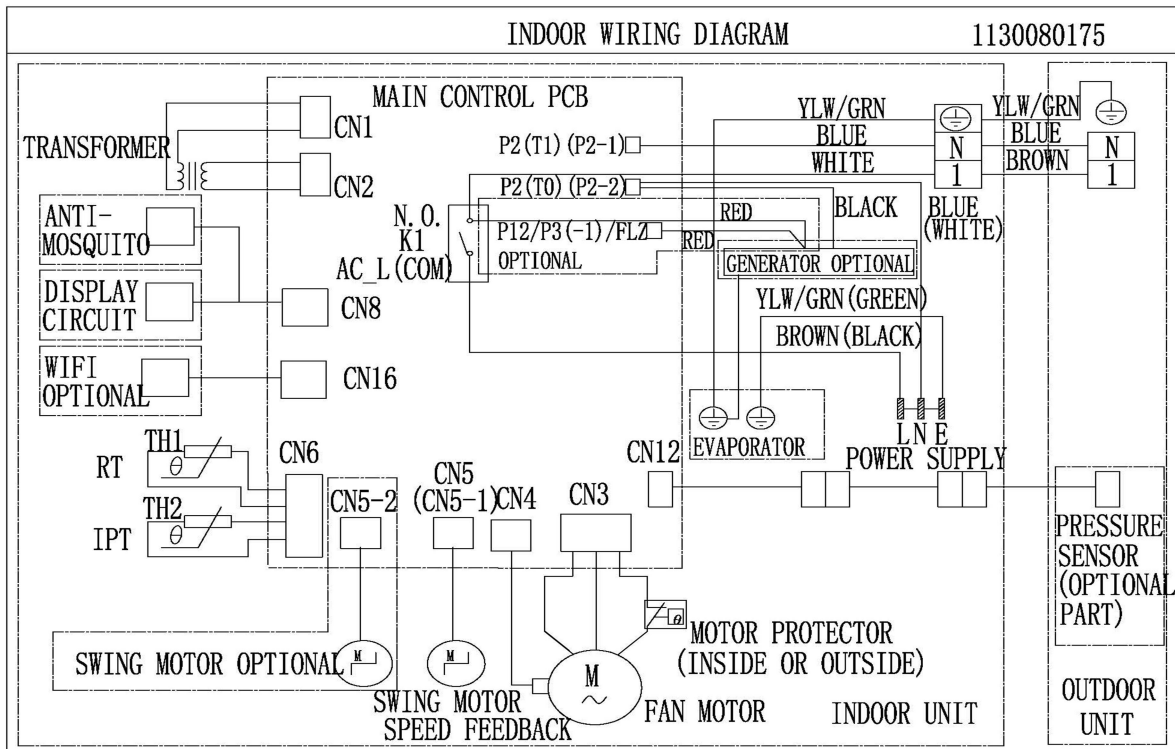 INDOOR WIRING DIAGRAM
1130080175
MAIN CONTROL PCB
TRANSFORMER
CN1
CN2
P2(T1)(P2-1)
P2(T0)(P2-2)
YLW/GRN
BLUE
WHITE
N
1
YLW/GRN
BLUE
BROWN
N
1
ANTI-
MOSQUITO
N.O.
K1
AC_L(COM)
P12/P3(-1)/FLZ
OPTIONAL
RED
RED
BLACK
BLUE
(WHITE)
GENERATOR OPTIONAL
DISPLAY
CIRCUIT
CN8
YLW/GRN(GREEN)
BROWN(BLACK)
WIFI
OPTIONAL
CN16
EVAPORATOR
L N E
POWER SUPPLY
RT
TH1
θ
IPT
TH2
θ
CN6
CN5-2
CN5
(CN5-1)
CN4
CN3
CN12
PRESSURE
SENSOR
(OPTIONAL
PART)
θ
MOTOR PROTECTOR
(INSIDE OR OUTSIDE)
SWING MOTOR OPTIONAL
M
M
SWING MOTOR
SPEED FEEDBACK
M
FAN MOTOR
INDOOR UNIT
OUTDOOR
UNIT